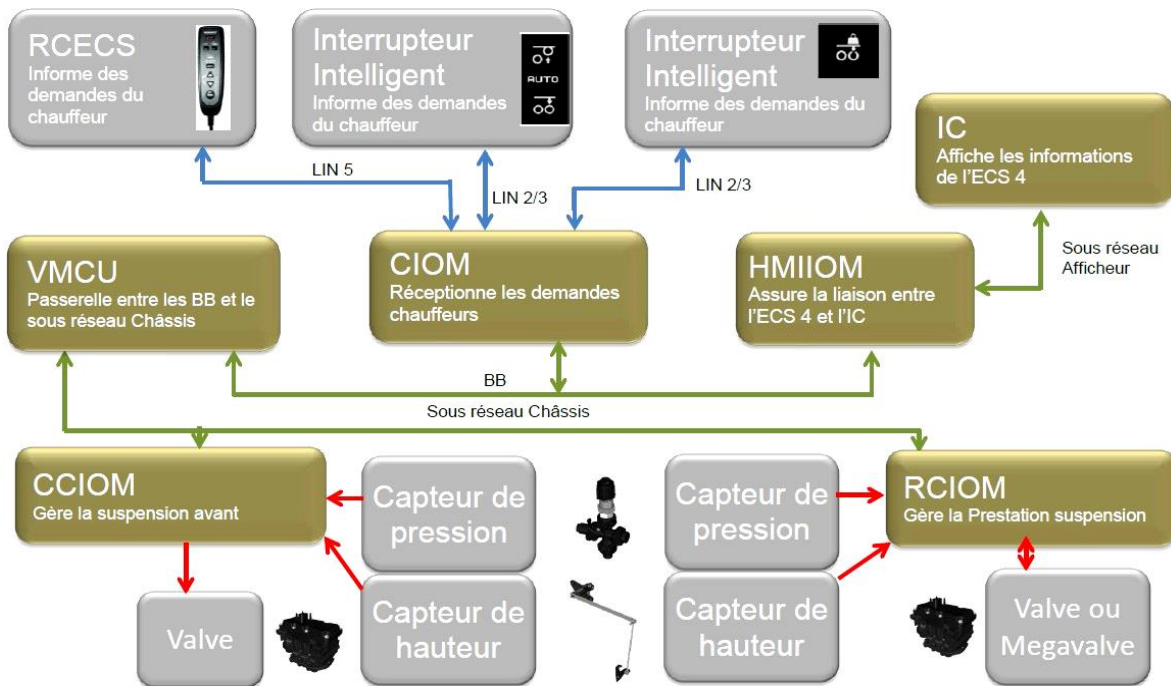 RCECS
Informe des
demandes du
chauffeur
Interrupteur
Intelligent
Informe des demandes
du chauffeur
AUTO
Interrupteur
Intelligent
Informe des demandes du
chauffeur
IC
Affiche les informations
de l'ECS 4
LIN 5
LIN 2/3
LIN 2/3
Sous réseau
Afficheur
VMCU
Passerelle entre les BB et le
sous réseau Châssis
CIOM
Réceptionne les demandes
chauffeurs
HMIIOM
Assure la liaison entre
l'ECS 4 et l'IC
BB
Sous réseau Châssis
CCIOM
Gère la suspension avant
Capteur de
pression
Capteur de
pression
RCIOM
Gère la Prestation suspension
Valve
Capteur de
hauteur
Capteur de
hauteur
Valve ou
Megavalve